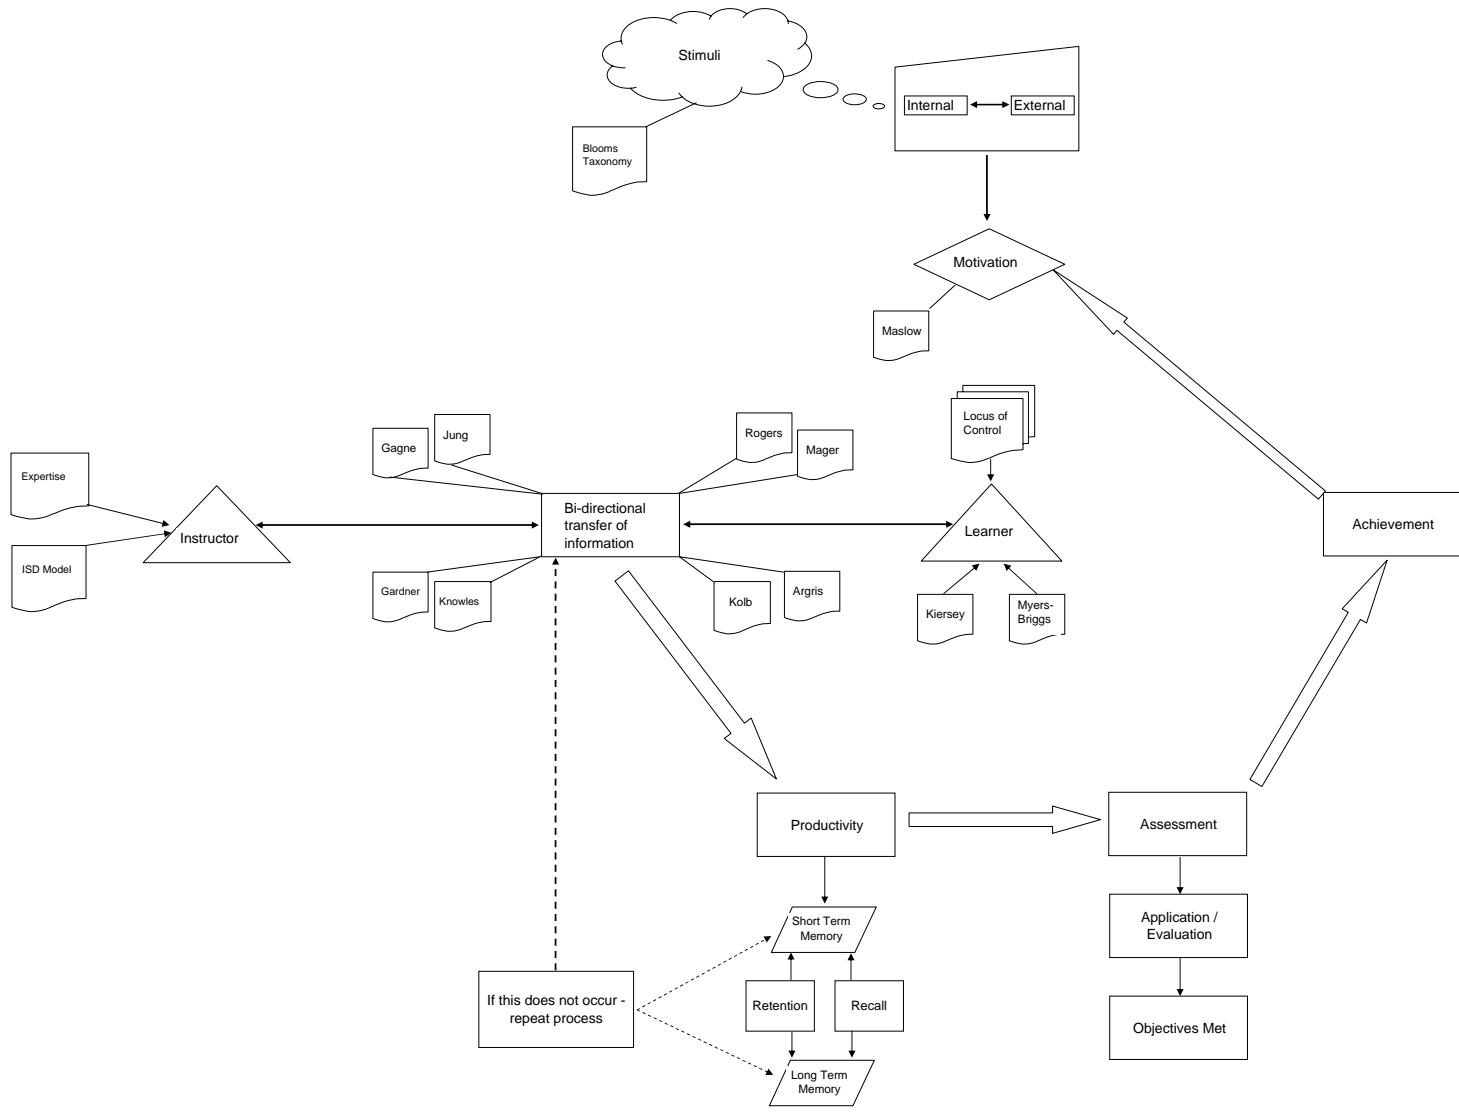 Stimuli
Internal
External
Blooms
Taxonomy
Motivation
Maslow
Locus of
Control
Jung
Gagne
Rogers
Mager
Expertise
Instructor
ISD Model
Bi-directional
transfer of
information
Learner
Achievement
Gardner
Knowles
Kolb
Argris
Kiersey
Myers-
Briggs
Productivity
Assessment
Short Term
Memory
Application /
Evaluation
If this does not occur -
repeat process
Retention
Recall
Objectives Met
Long Term
Memory